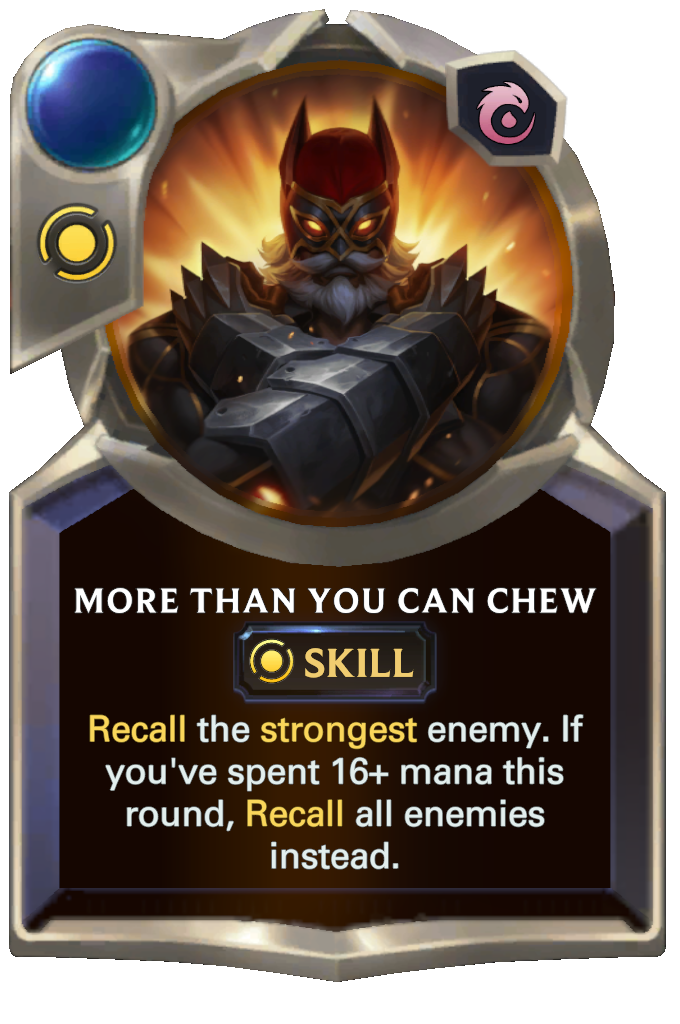 MORE THAN YOU CAN CHEW
SKILL
Recall the strongest enemy. If
you've spent 16+ mana this
round, Recall all enemies
instead.